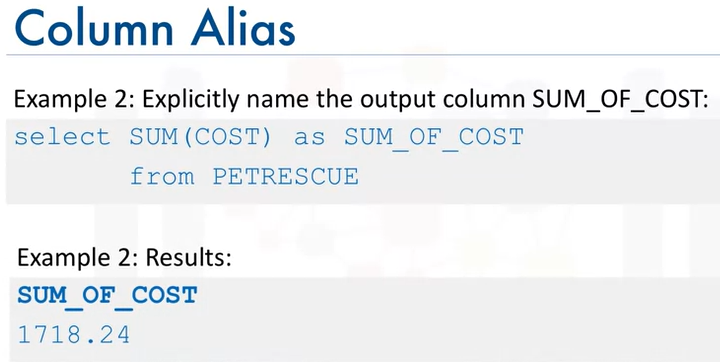 Column Alias
Example 2: Explicitly name the output column SUM_OF_COST:
select SUM(COST) as SUM_OF_COST
from PETRESCUE
Example 2: Results:
SUM_OF_COST
1718.24